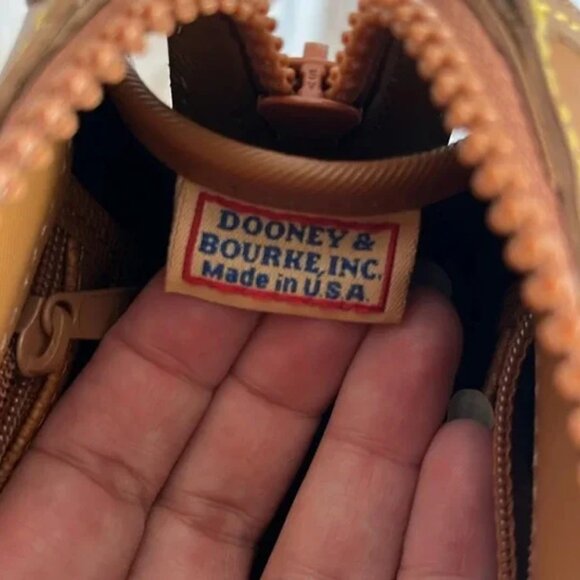 DOONEY &
BOURKE, INC.
Made in U.S.A.